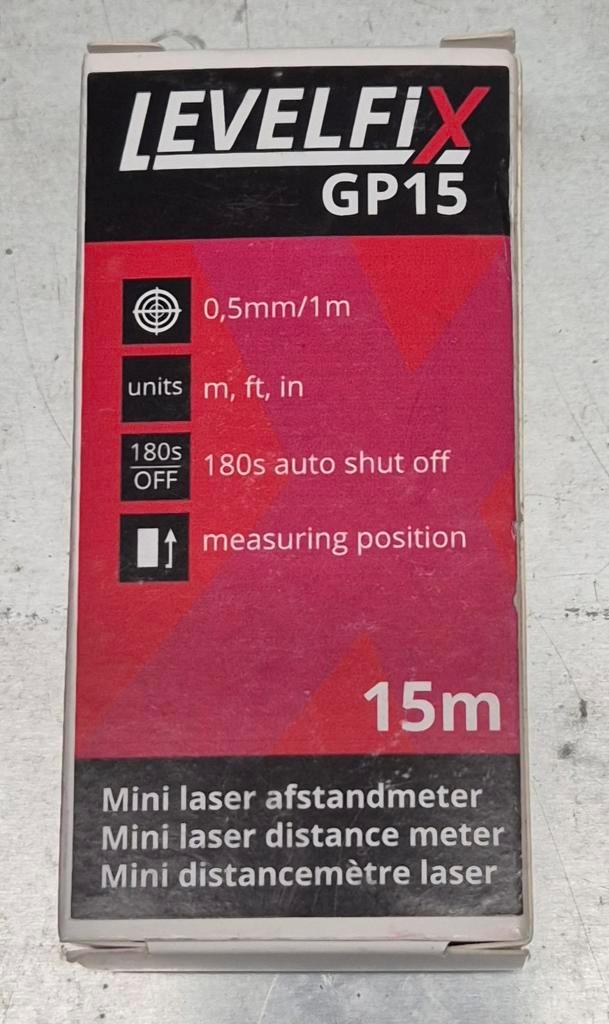 LEVELFiX
GP15
0,5mm/1m
units m, ft, in
180s
OFF
180s auto shut off
measuring position
15m
Mini laser afstandmeter
Mini laser distance meter
Mini distancemètre laser